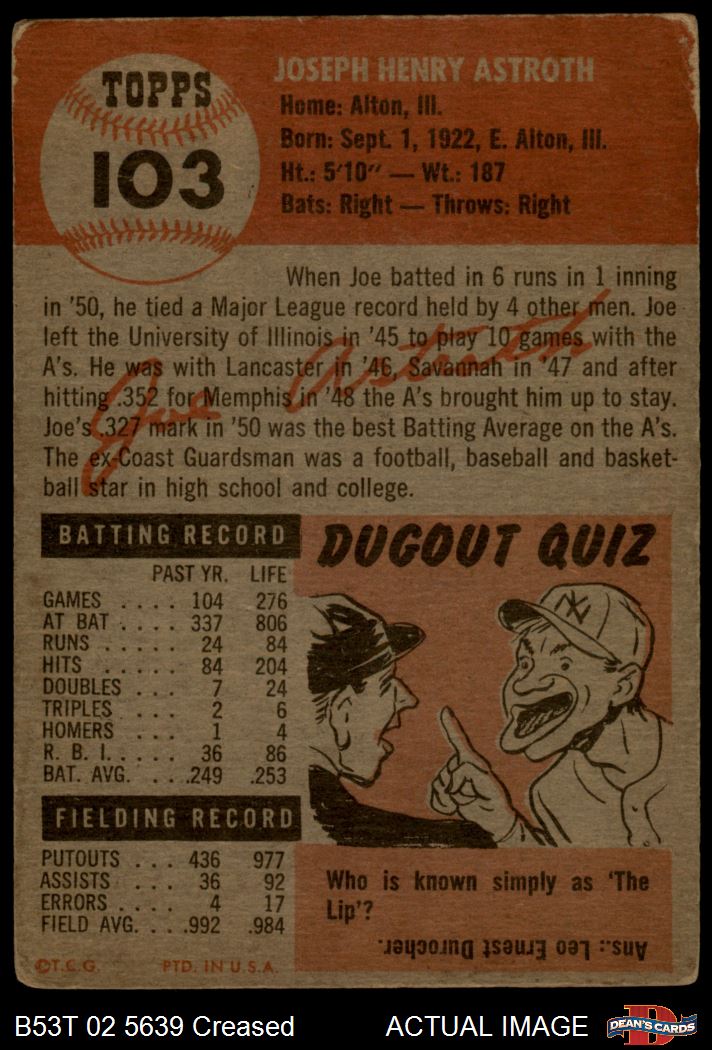 TOPPS
103
JOSEPH HENRY ASTROTH
Home: Alton, Ill.
Born: Sept. 1, 1922, E. Alton, Ill.
Ht.: 5'10" — Wt.: 187
Bats: Right — Throws: Right
When Joe batted in 6 runs in 1 inning
in '50, he tied a Major League record held by 4 other men. Joe
left the University of Illinois in '45 to play 10 games with the
A's. He was with Lancaster in '46, Savannah in '47 and after
hitting .352 for Memphis in '48 the A's brought him up to stay.
Joe's .327 mark in '50 was the best Batting Average on the A's.
The ex-Coast Guardsman was a football, baseball and basket-
ball star in high school and college.
Joe Astroth
BATTING RECORD
PAST YR. LIFE
GAMES .... 104 276
AT BAT .... 337 806
RUNS ..... 24 84
HITS ..... 84 204
DOUBLES ... 7 24
TRIPLES .... 2 6
HOMERS .... 1 4
R. B. I. .... 36 86
BAT. AVG. ... .249 .253
FIELDING RECORD
PUTOUTS ... 436 977
ASSISTS .... 36 92
ERRORS .... 4 17
FIELD AVG. ... .992 .984
©T.C.G. PTD. IN U.S.A.
DUGOUT QUIZ
NY
Who is known simply as 'The
Lip'?
Ans.: Leo Ernest Durocher.
B53T 02 5639 Creased ACTUAL IMAGE
D
DEAN'S CARDS